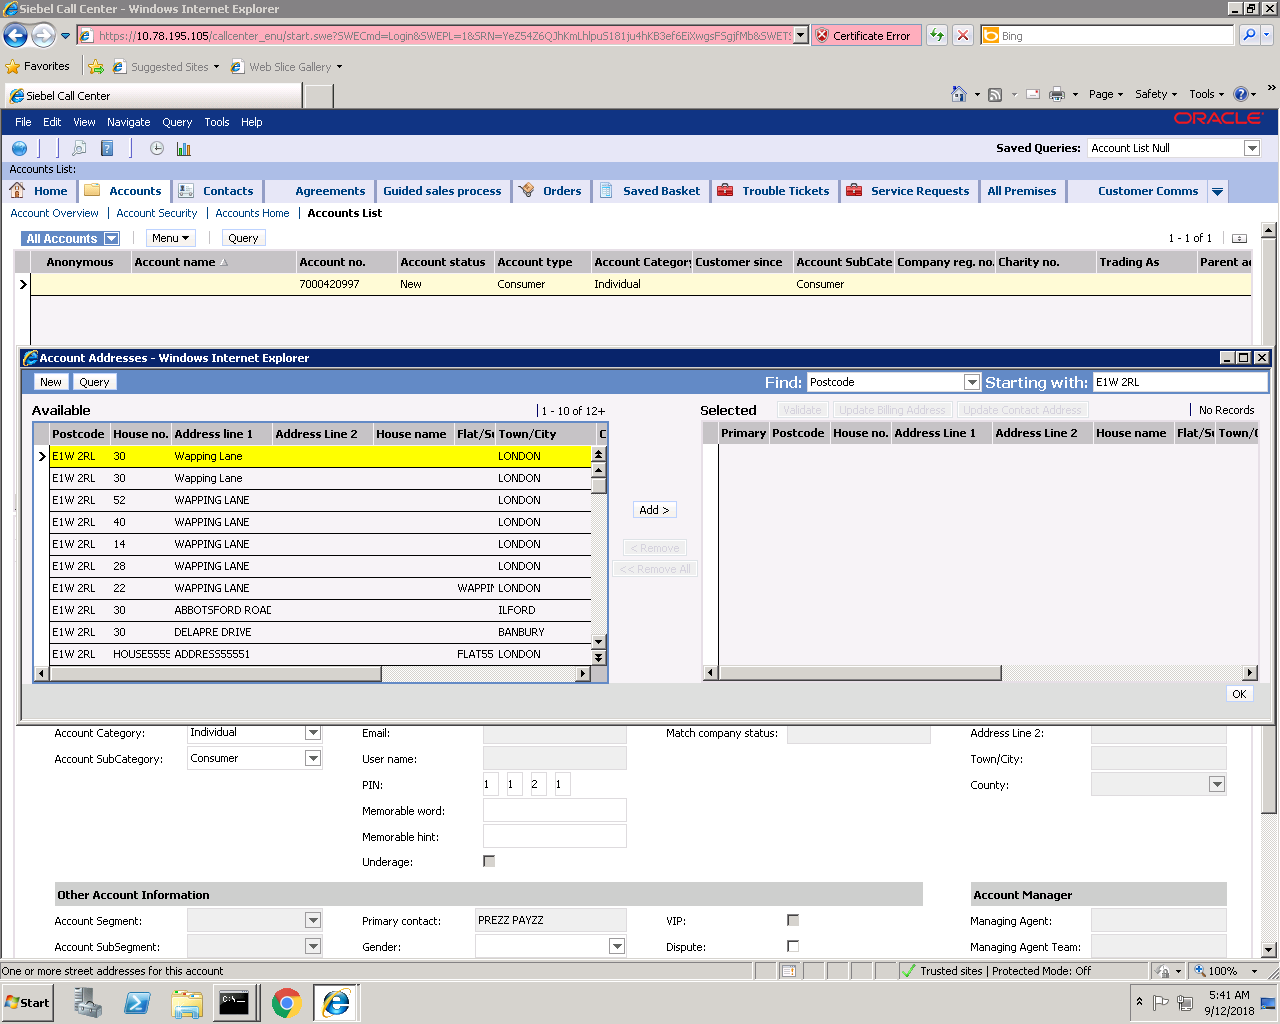 Siebel Call Center - Windows Internet Explorer
https://10.78.195.105/callcenter_enu/start.swe?SWECmd=Login&SWEPL=1&SRN=YeZ54Z6QJhKmLhlpuS181ju4hKB3ef6EiXwgsFSgifMb&SWETS
Certificate Error
Bing
Favorites
Suggested Sites
Web Slice Gallery
Siebel Call Center
Page Safety Tools
File Edit View Navigate Query Tools Help
ORACLE
Saved Queries: Account List Null
Accounts List:
Home Accounts Contacts Agreements Guided sales process Orders Saved Basket Trouble Tickets Service Requests All Premises Customer Comms
Account Overview | Account Security | Accounts Home | Accounts List
All Accounts Menu Query 1 - 1 of 1
Anonymous Account name Account no. Account status Account type Account Category Customer since Account SubCate Company reg. no. Charity no. Trading As Parent ac
7000420997 New Consumer Individual Consumer
Account Addresses - Windows Internet Explorer
New Query Find: Postcode Starting with: E1W 2RL
Available 1 - 10 of 12+
Selected Validate Update Billing Address Update Contact Address No Records
Postcode House no. Address line 1 Address Line 2 House name Flat/Su Town/City C
Primary Postcode House no. Address Line 1 Address Line 2 House name Flat/Su Town/C
E1W 2RL 30 Wapping Lane LONDON
E1W 2RL 30 Wapping Lane LONDON
E1W 2RL 52 WAPPING LANE LONDON
E1W 2RL 40 WAPPING LANE LONDON
E1W 2RL 14 WAPPING LANE LONDON
E1W 2RL 28 WAPPING LANE LONDON
E1W 2RL 22 WAPPING LANE WAPPIN LONDON
E1W 2RL 30 ABBOTSFORD ROAD ILFORD
E1W 2RL 30 DELAPRE DRIVE BANBURY
E1W 2RL HOUSE5555 ADDRESS55551 FLAT55 LONDON
Add >
< Remove
<< Remove All
OK
Account Category: Individual Email: Match company status: Address Line 2:
Account SubCategory: Consumer User name: Town/City:
PIN: 1 1 2 1 County:
Memorable word:
Memorable hint:
Underage:
Other Account Information Account Manager
Account Segment: Primary contact: PREZZ PAYZZ VIP: Managing Agent:
Account SubSegment: Gender: Dispute: Managing Agent Team:
One or more street addresses for this account
Trusted sites | Protected Mode: Off
100%
Start
5:41 AM
9/12/2018